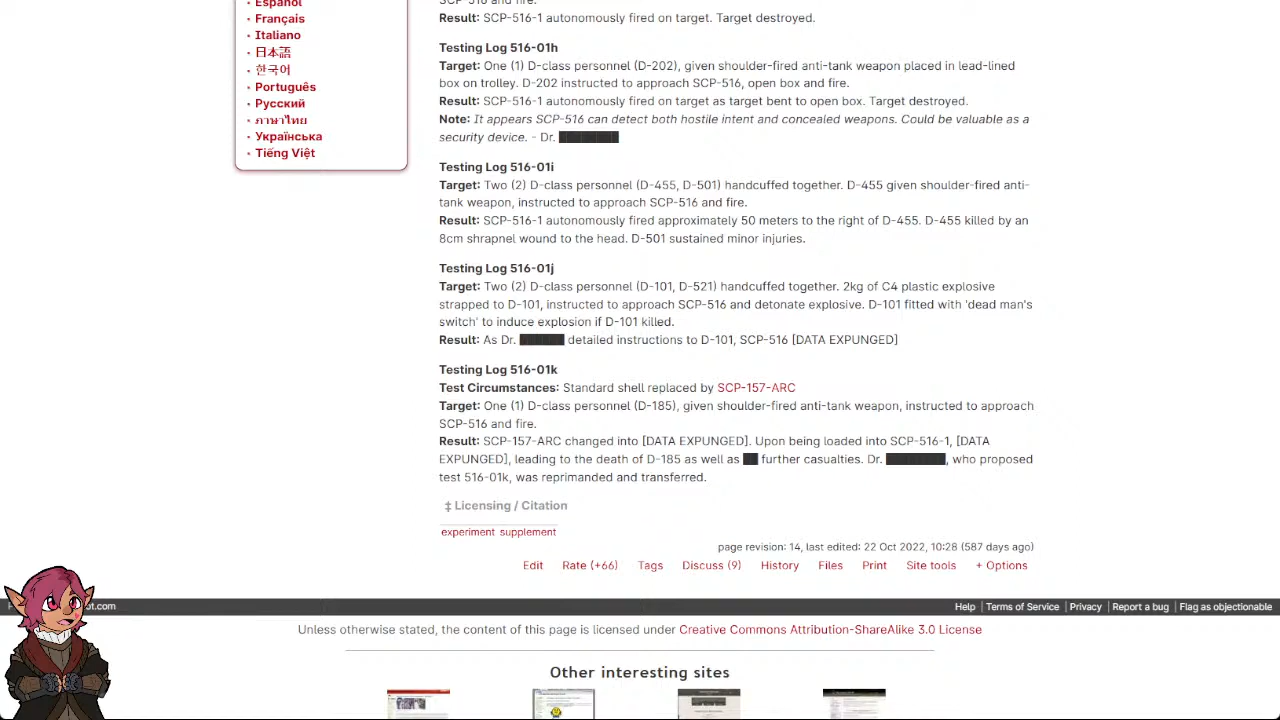 Español
Français
Italiano
日本語
한국어
Português
Русский
ภาษาไทย
Українська
Tiếng Việt
Result: SCP-516-1 autonomously fired on target. Target destroyed.
Testing Log 516-01h
Target: One (1) D-class personnel (D-202), given shoulder-fired anti-tank weapon placed in lead-lined
box on trolley. D-202 instructed to approach SCP-516, open box and fire.
Result: SCP-516-1 autonomously fired on target as target bent to open box. Target destroyed.
Note: It appears SCP-516 can detect both hostile intent and concealed weapons. Could be valuable as a
security device. - Dr. ████████
Testing Log 516-01i
Target: Two (2) D-class personnel (D-455, D-501) handcuffed together. D-455 given shoulder-fired anti-
tank weapon, instructed to approach SCP-516 and fire.
Result: SCP-516-1 autonomously fired approximately 50 meters to the right of D-455. D-455 killed by an
8cm shrapnel wound to the head. D-501 sustained minor injuries.
Testing Log 516-01j
Target: Two (2) D-class personnel (D-101, D-521) handcuffed together. 2kg of C4 plastic explosive
strapped to D-101, instructed to approach SCP-516 and detonate explosive. D-101 fitted with 'dead man's
switch' to induce explosion if D-101 killed.
Result: As Dr. ██████ detailed instructions to D-101, SCP-516 [DATA EXPUNGED]
Testing Log 516-01k
Test Circumstances: Standard shell replaced by SCP-157-ARC
Target: One (1) D-class personnel (D-185), given shoulder-fired anti-tank weapon, instructed to approach
SCP-516 and fire.
Result: SCP-157-ARC changed into [DATA EXPUNGED]. Upon being loaded into SCP-516-1, [DATA
EXPUNGED], leading to the death of D-185 as well as ██ further casualties. Dr. ████████, who proposed
test 516-01k, was reprimanded and transferred.
‡ Licensing / Citation
experiment supplement
page revision: 14, last edited: 22 Oct 2022, 10:28 (587 days ago)
Edit Rate (+66) Tags Discuss (9) History Files Print Site tools + Options
Help | Terms of Service | Privacy | Report a bug | Flag as objectionable
Unless otherwise stated, the content of this page is licensed under Creative Commons Attribution-ShareAlike 3.0 License
Other interesting sites